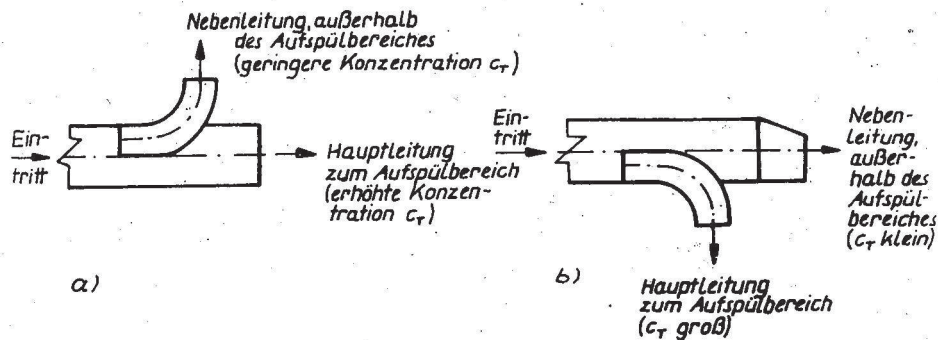 Nebenleitung, außerhalb
des Aufspülbereiches
(geringere Konzentration c_T)
Ein-
tritt
Hauptleitung
zum Aufspülbereich
(erhöhte Konzen-
tration c_T)
a)
Ein-
tritt
Neben-
leitung,
außer-
halb des
Aufspül-
bereiches
(c_T klein)
b)
Hauptleitung
zum Aufspülbereich
(c_T groß)